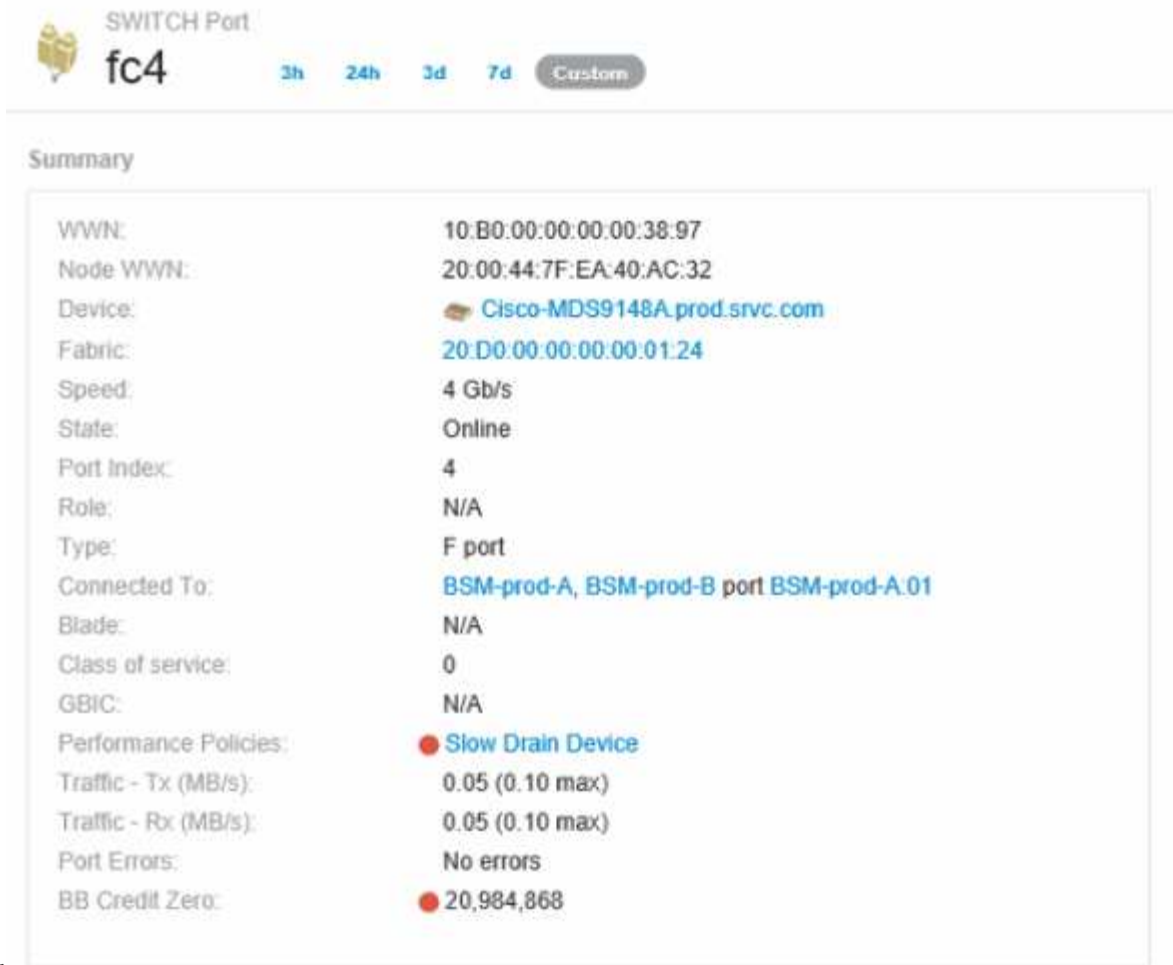 SWITCH Port
fc4 3h 24h 3d 7d Custom
Summary
WWN: 10:B0:00:00:00:00:38:97
Node WWN: 20:00:44:7F:EA:40:AC:32
Device: Cisco-MDS9148A.prod.srvc.com
Fabric: 20:D0:00:00:00:00:01:24
Speed: 4 Gb/s
State: Online
Port Index: 4
Role: N/A
Type: F port
Connected To: BSM-prod-A, BSM-prod-B port BSM-prod-A:01
Blade: N/A
Class of service: 0
GBIC: N/A
Performance Policies: Slow Drain Device
Traffic - Tx (MB/s): 0.05 (0.10 max)
Traffic - Rx (MB/s): 0.05 (0.10 max)
Port Errors: No errors
BB Credit Zero: 20,984,868